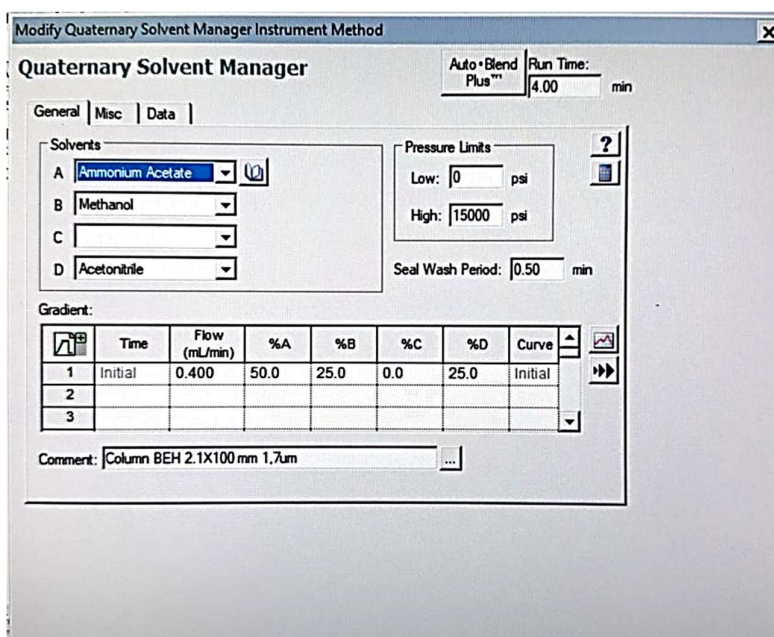 Modify Quaternary Solvent Manager Instrument Method
Quaternary Solvent Manager
Auto•Blend Plus™
Run Time:
4.00 min
General Misc Data
Solvents
A Ammonium Acetate
B Methanol
C
D Acetonitrile
Pressure Limits
Low: 0 psi
High: 15000 psi
Seal Wash Period: 0.50 min
?
Gradient:
Time Flow (mL/min) %A %B %C %D Curve
1 Initial 0.400 50.0 25.0 0.0 25.0 Initial
2
3
Comment: Column BEH 2.1X100 mm 1,7um ...